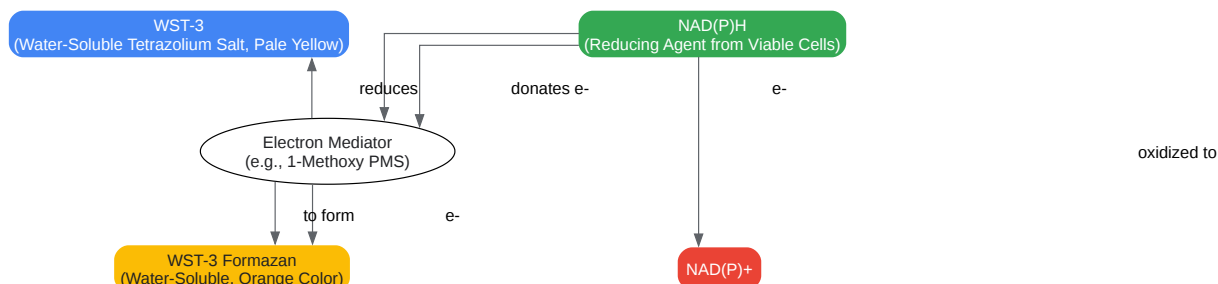 WST-3
(Water-Soluble Tetrazolium Salt, Pale Yellow)
NAD(P)H
(Reducing Agent from Viable Cells)
reduces
donates e-
e-
Electron Mediator
(e.g., 1-Methoxy PMS)
oxidized to
to form
e-
WST-3 Formazan
(Water-Soluble, Orange Color)
NAD(P)+